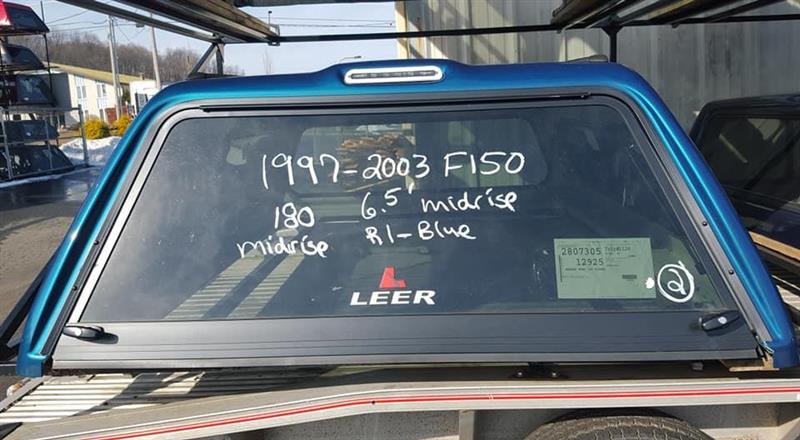 1997-2003 F150
180 6.5' midrise
midrise R1-Blue
LEER
2807305
12925
2